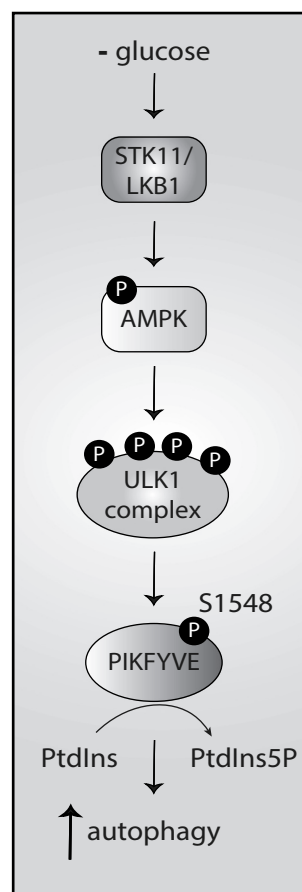 - glucose
STK11/
LKB1
P
AMPK
P P P P
ULK1
complex
S1548
P
PIKFYVE
PtdIns PtdIns5P
autophagy